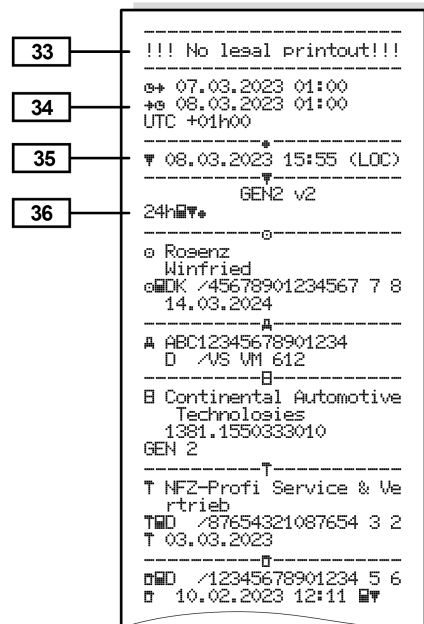 33
!!! No legal printout!!!
34
07.03.2023 01:00
08.03.2023 01:00
UTC +01h00
35
▼ 08.03.2023 15:55 (LOC)
GEN2 v2
36
24h
Rogenz
Winfried
DK /45678901234567 7 8
14.03.2024
ABC12345678901234
D /VS VM 612
Continental Automotive
Technologies
1381.1550333010
GEN 2
T NFZ-Profi Service & Ve
rtrieb
T D /87654321087654 3 2
T 03.03.2023
D /12345678901234 5 6
10.02.2023 12:11